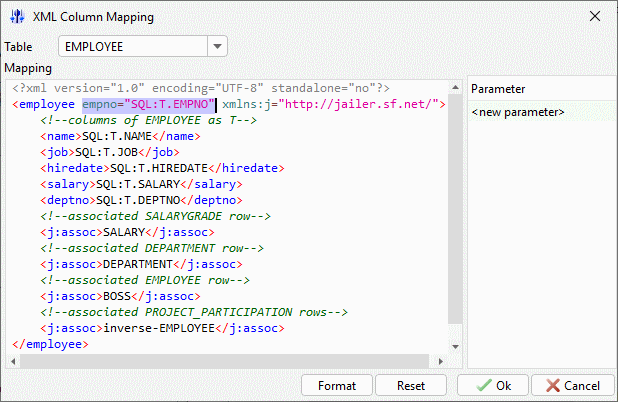 XML Column Mapping
Table EMPLOYEE
Mapping
<?xml version="1.0" encoding="UTF-8" standalone="no"?>
<employee empno="SQL:T.EMPNO" xmlns:j="http://jailer.sf.net/">
<!--columns of EMPLOYEE as T-->
<name>SQL:T.NAME</name>
<job>SQL:T.JOB</job>
<hiredate>SQL:T.HIREDATE</hiredate>
<salary>SQL:T.SALARY</salary>
<deptno>SQL:T.DEPTNO</deptno>
<!--associated SALARYGRADE row-->
<j:assoc>SALARY</j:assoc>
<!--associated DEPARTMENT row-->
<j:assoc>DEPARTMENT</j:assoc>
<!--associated EMPLOYEE row-->
<j:assoc>BOSS</j:assoc>
<!--associated PROJECT_PARTICIPATION rows-->
<j:assoc>inverse-EMPLOYEE</j:assoc>
</employee>
Parameter
<new parameter>
Format Reset Ok Cancel